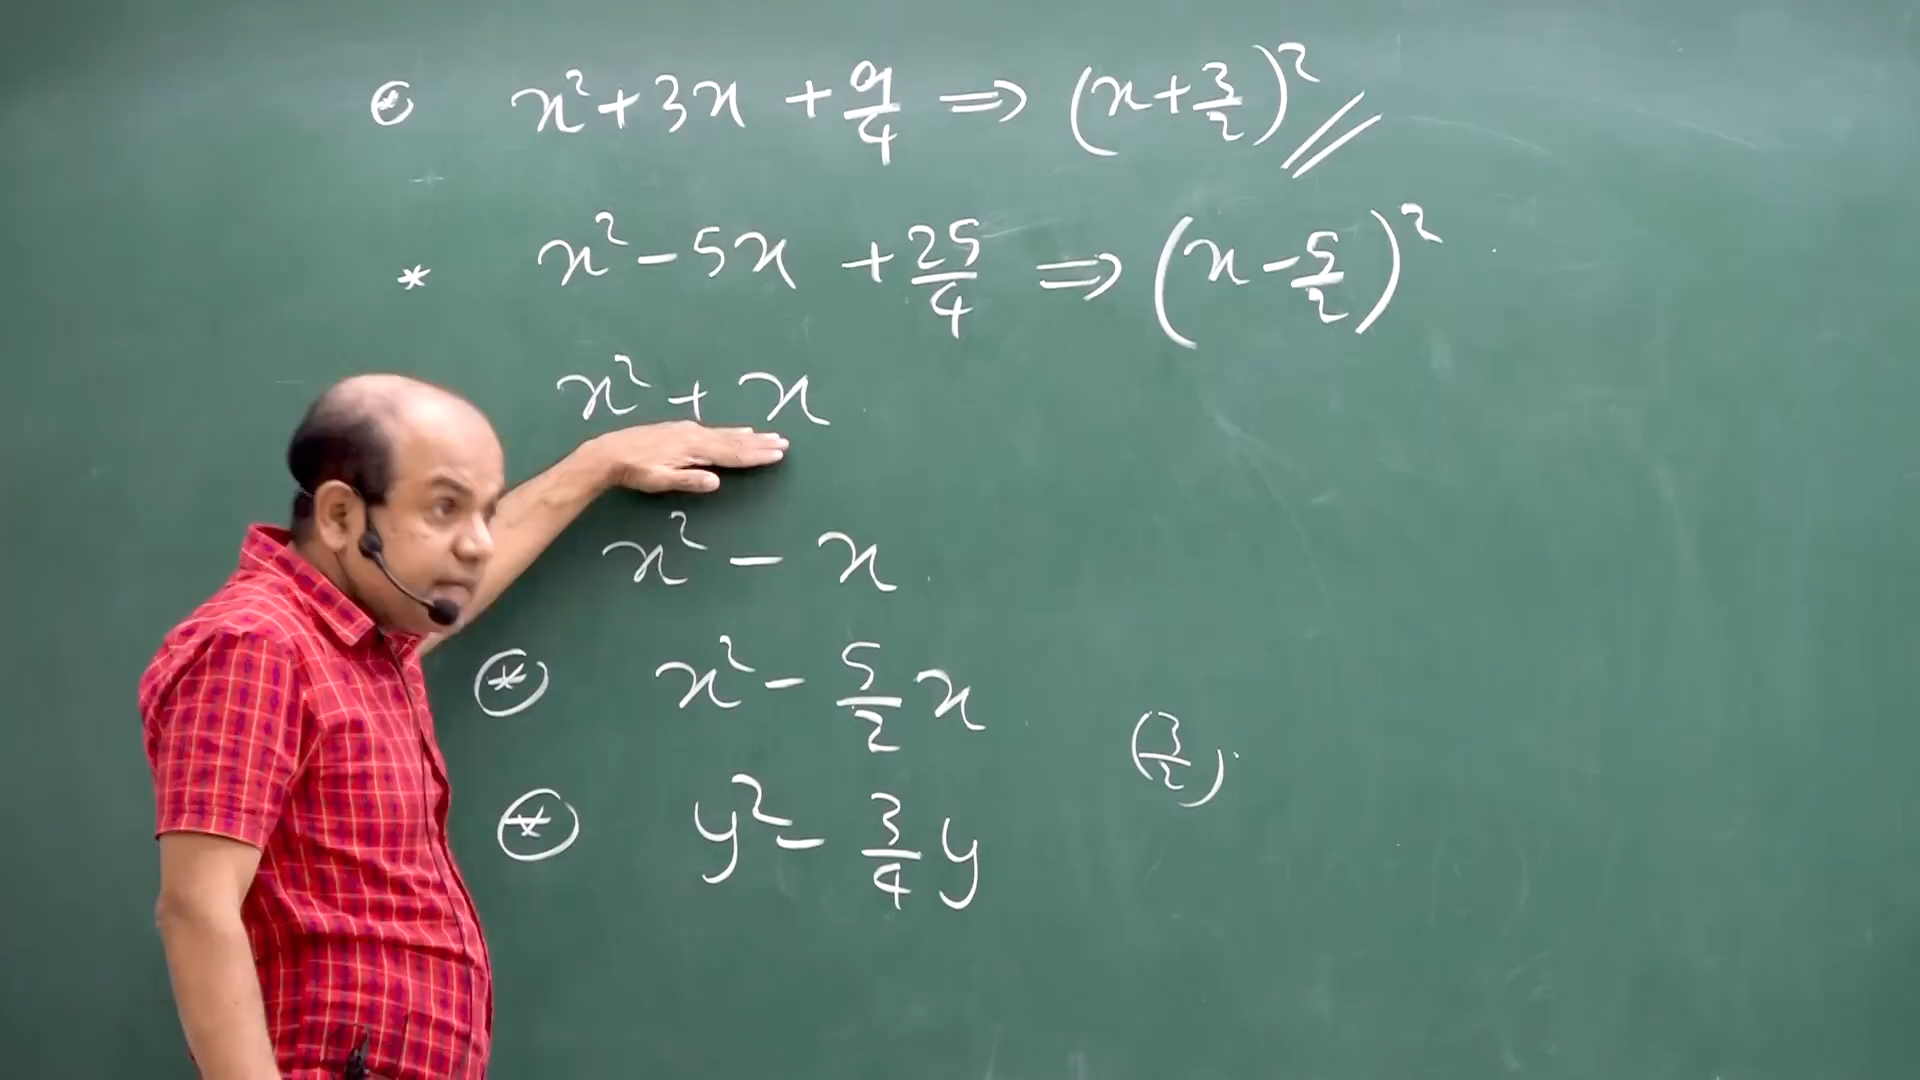 * x² + 3x + 9/4 ⇒ (x + 3/2)²
* x² - 5x + 25/4 ⇒ (x - 5/2)²
x² + x
x² - x
* x² - 5/2 x
(3/2)
* y² - 3/4 y